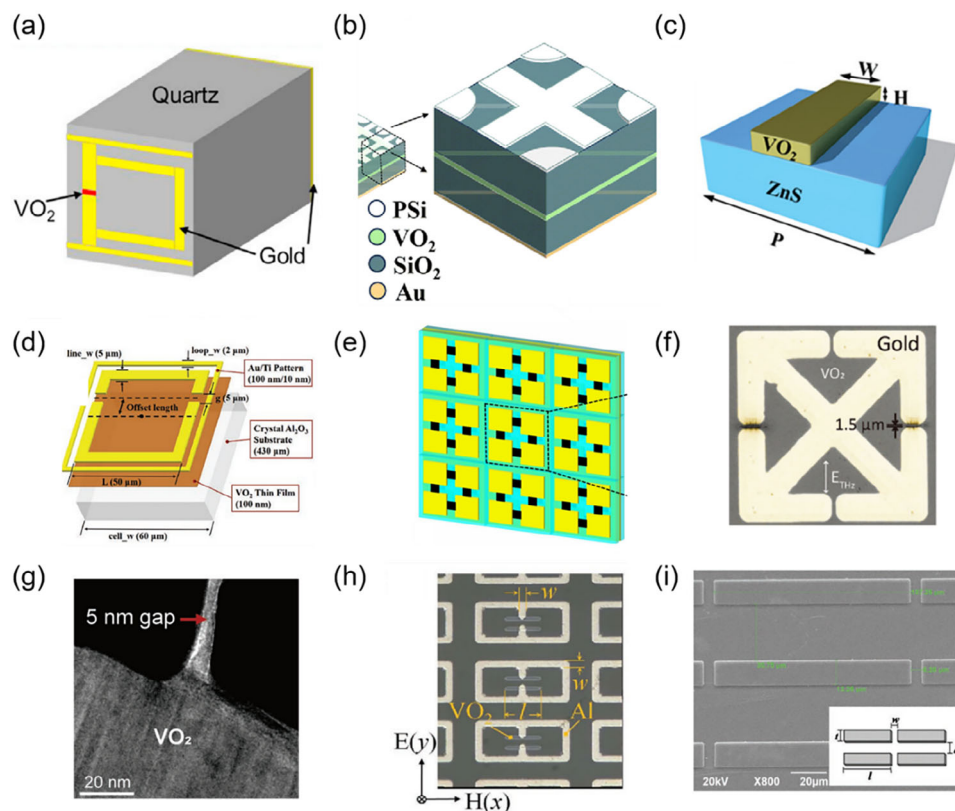 (a)
Quartz
VO₂
Gold
(b)
PSi
VO₂
SiO₂
Au
(c)
W
H
VO₂
ZnS
P
(d)
line_w (5 μm)
loop_w (2 μm)
Au/Ti Pattern
(100 nm/10 nm)
g (5 μm)
Offset length
Crystal Al₂O₃
Substrate
(430 μm)
L (50 μm)
VO₂ Thin Film
(100 nm)
cell_w (60 μm)
(e)
(f)
Gold
VO₂
1.5 μm
E_THz
(g)
5 nm gap
VO₂
20 nm
(h)
w
w
VO₂
l
Al
E(y)
H(x)
(i)
w
t
l
20kV
X800
20μm